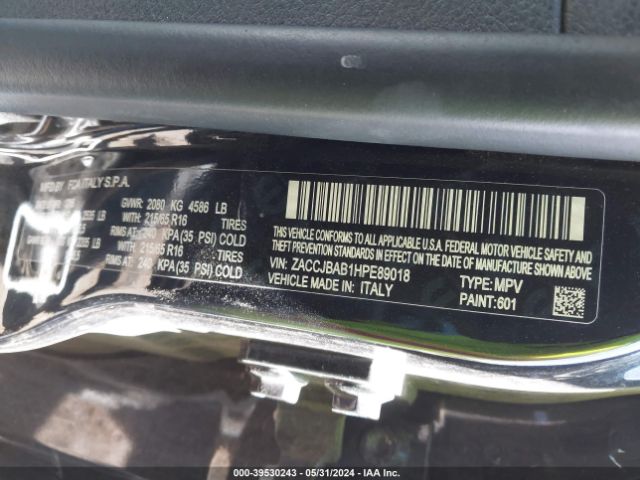 MFD BY FCA ITALY S.P.A.
GVWR: 2080 KG 4586 LB
LB WITH: 215/65 R16 TIRES
RIMS AT: 240 KPA(35 PSI) COLD
LB WITH: 215/65 R16 TIRES
RIMS AT: 240 KPA(35 PSI) COLD
THIS VEHICLE CONFORMS TO ALL
APPLICABLE U.S.A. FEDERAL MOTOR VEHICLE SAFETY,
BUMPER, AND THEFT PREVENTION STANDARDS
IN EFFECT ON THE DATE OF MANUFACTURE SHOWN ABOVE
VIN: ZACCJBAB1HPE89018 TYPE: MPV
VEHICLE MADE IN: ITALY PAINT:601
000-39530243 - 05/31/2024 - IAA Inc.